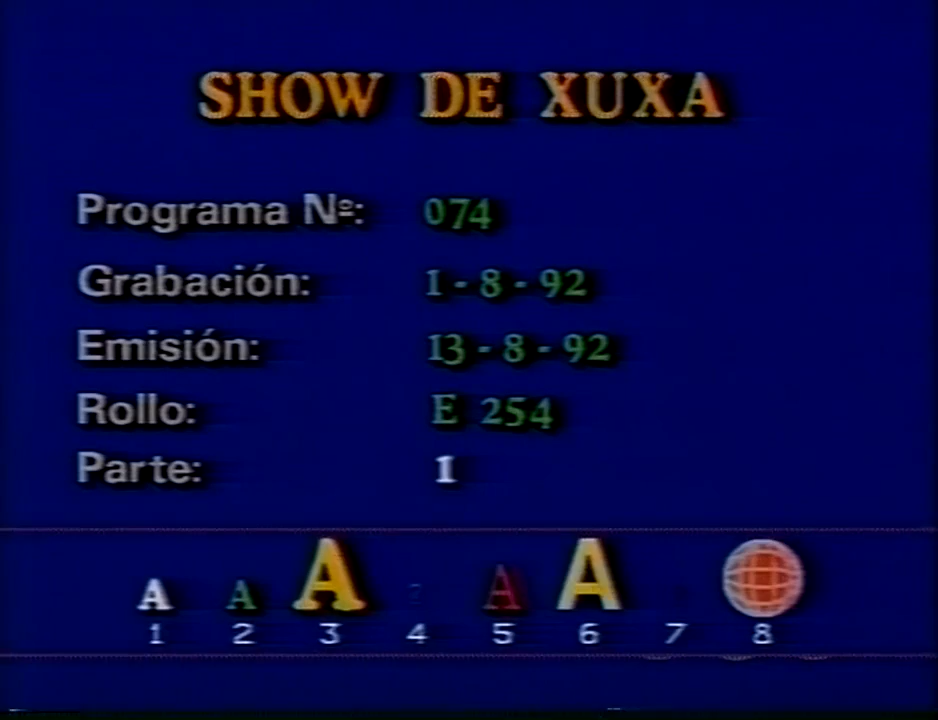 SHOW DE XUXA
Programa Nº: 074
Grabación: 1 - 8 - 92
Emisión: 13 - 8 - 92
Rollo: E 254
Parte: 1
A A A A A
1 2 3 4 5 6 7 8